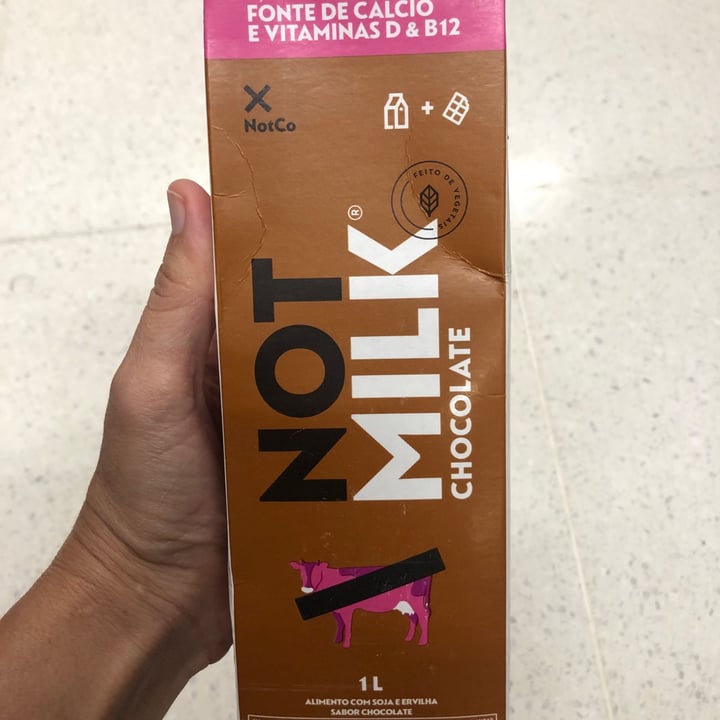 FONTE DE CÁLCIO
E VITAMINAS D & B12
NotCo
+
FEITO DE VEGETAIS
NOT
MILK®
CHOCOLATE
1 L
ALIMENTO COM SOJA E ERVILHA
SABOR CHOCOLATE